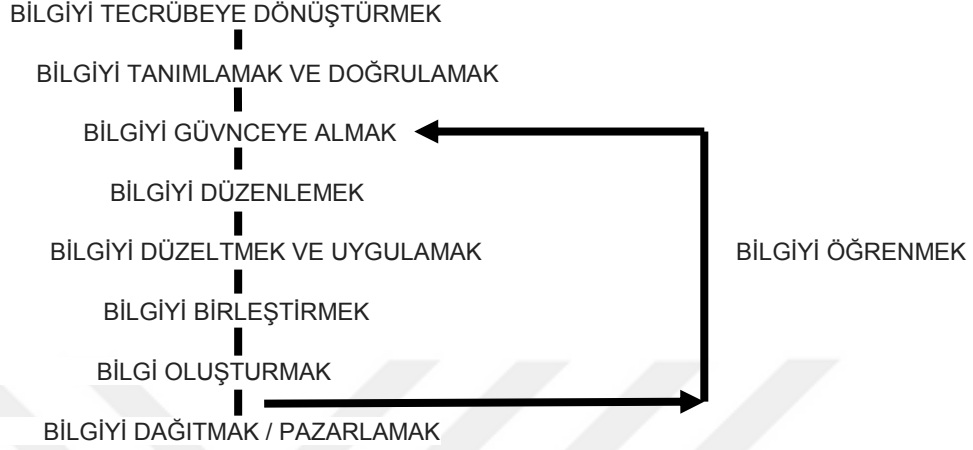 BİLGİYİ TECRÜBEYE DÖNÜŞTÜRMEK
BİLGİYİ TANIMLAMAK VE DOĞRULAMAK
BİLGİYİ GÜVNCEYE ALMAK
BİLGİYİ DÜZENLEMEK
BİLGİYİ DÜZELTMEK VE UYGULAMAK
BİLGİYİ ÖĞRENMEK
BİLGİYİ BİRLEŞTİRMEK
BİLGİ OLUŞTURMAK
BİLGİYİ DAĞITMAK / PAZARLAMAK